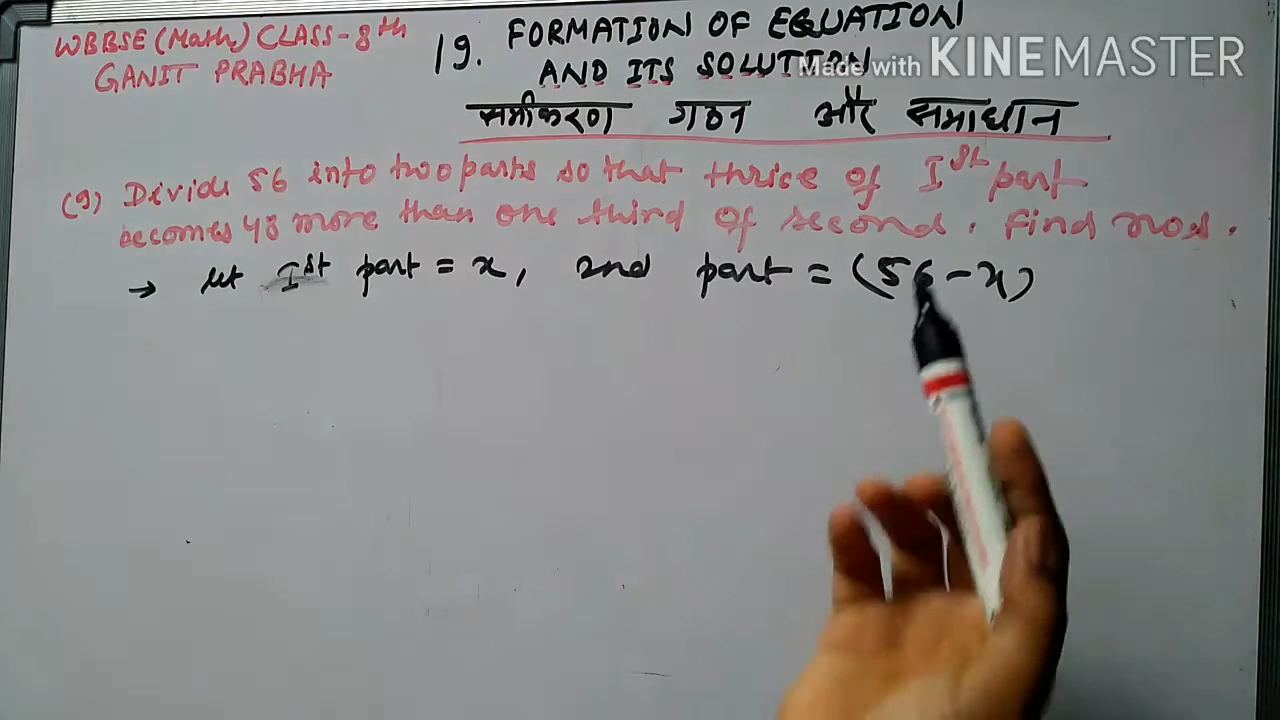 WBBSE (Math) CLASS-8th
GANIT PRABHA
19. FORMATION OF EQUATION
AND ITS SOLUTION
Made with KINEMASTER
समीकरण गठन और समाधान
(9) Divide 56 into two parts so that thrice of Ist part
becomes 48 more than one third of second. Find nos.
→ let Ist part = x, 2nd part = (56-x)